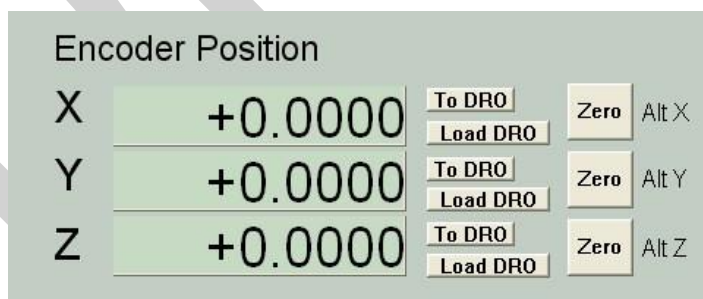 Encoder Position
X +0.0000 To DRO Load DRO Zero Alt X
Y +0.0000 To DRO Load DRO Zero Alt Y
Z +0.0000 To DRO Load DRO Zero Alt Z